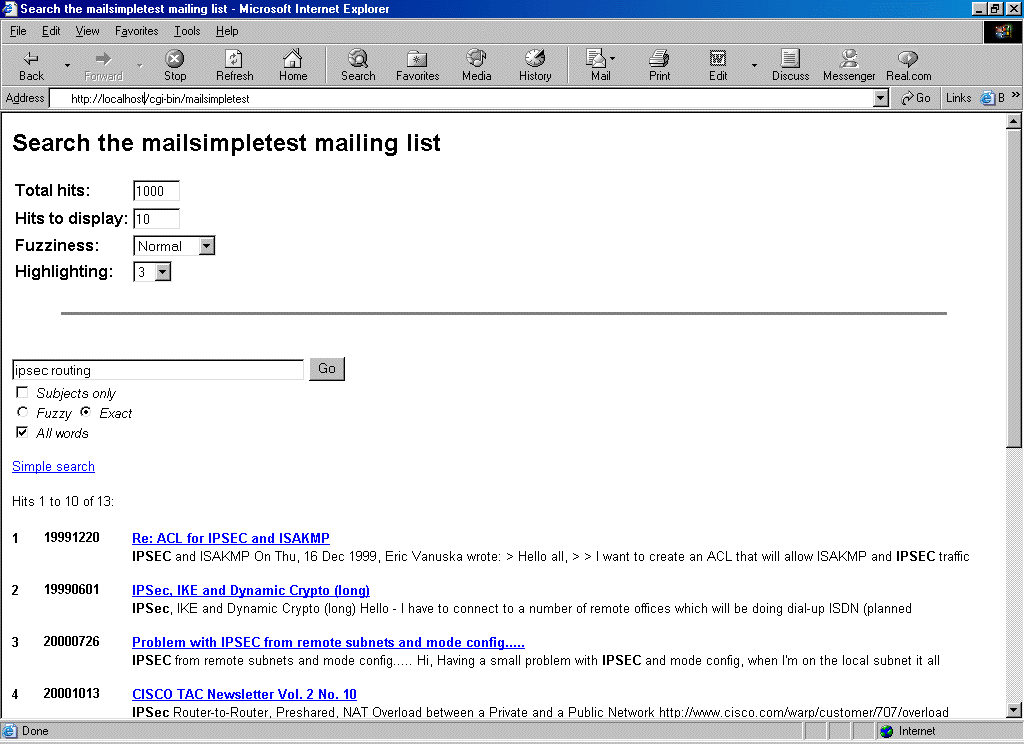 Search the mailsimpletest mailing list - Microsoft Internet Explorer
File Edit View Favorites Tools Help
Back Forward Stop Refresh Home Search Favorites Media History Mail Print Edit Discuss Messenger Real.com
Address http://localhost/cgi-bin/mailsimpletest Go Links B »
Search the mailsimpletest mailing list
Total hits: 1000
Hits to display: 10
Fuzziness: Normal
Highlighting: 3
ipsec routing Go
Subjects only
Fuzzy Exact
All words
Simple search
Hits 1 to 10 of 13:
1 19991220 Re: ACL for IPSEC and ISAKMP
IPSEC and ISAKMP On Thu, 16 Dec 1999, Eric Vanuska wrote: > Hello all, > > I want to create an ACL that will allow ISAKMP and IPSEC traffic
2 19990601 IPSec, IKE and Dynamic Crypto (long)
IPSec, IKE and Dynamic Crypto (long) Hello - I have to connect to a number of remote offices which will be doing dial-up ISDN (planned
3 20000726 Problem with IPSEC from remote subnets and mode config.....
IPSEC from remote subnets and mode config..... Hi, Having a small problem with IPSEC and mode config, when I'm on the local subnet it all
4 20001013 CISCO TAC Newsletter Vol. 2 No. 10
IPSec Router-to-Router, Preshared, NAT Overload between a Private and a Public Network http://www.cisco.com/warp/customer/707/overload
Done Internet